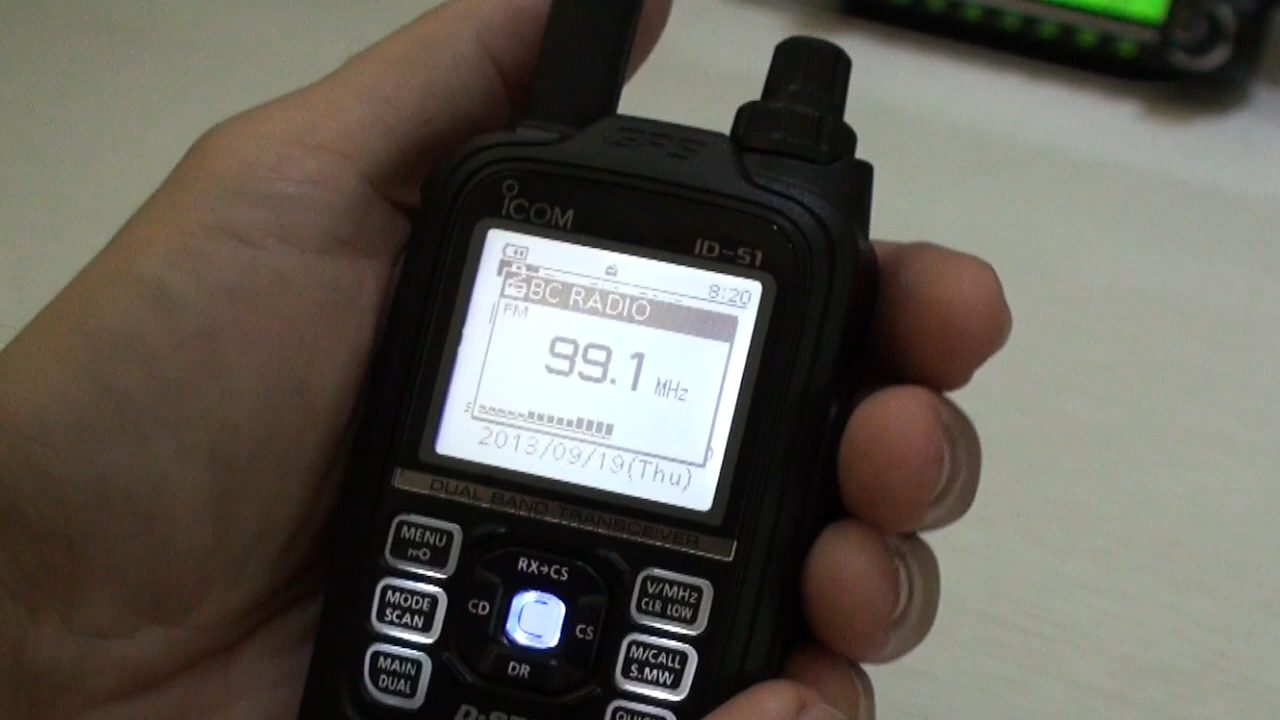 GPS
ICOM
ID-51
8:20
BC RADIO
FM
99.1 MHz
S
2013/09/19(Thu)
DUAL BAND TRANSCEIVER
MENU
RX→CS
V/MHz
CLR LOW
MODE
SCAN
CD
C
CS
MAIN
DUAL
DR
M/CALL
S.MW